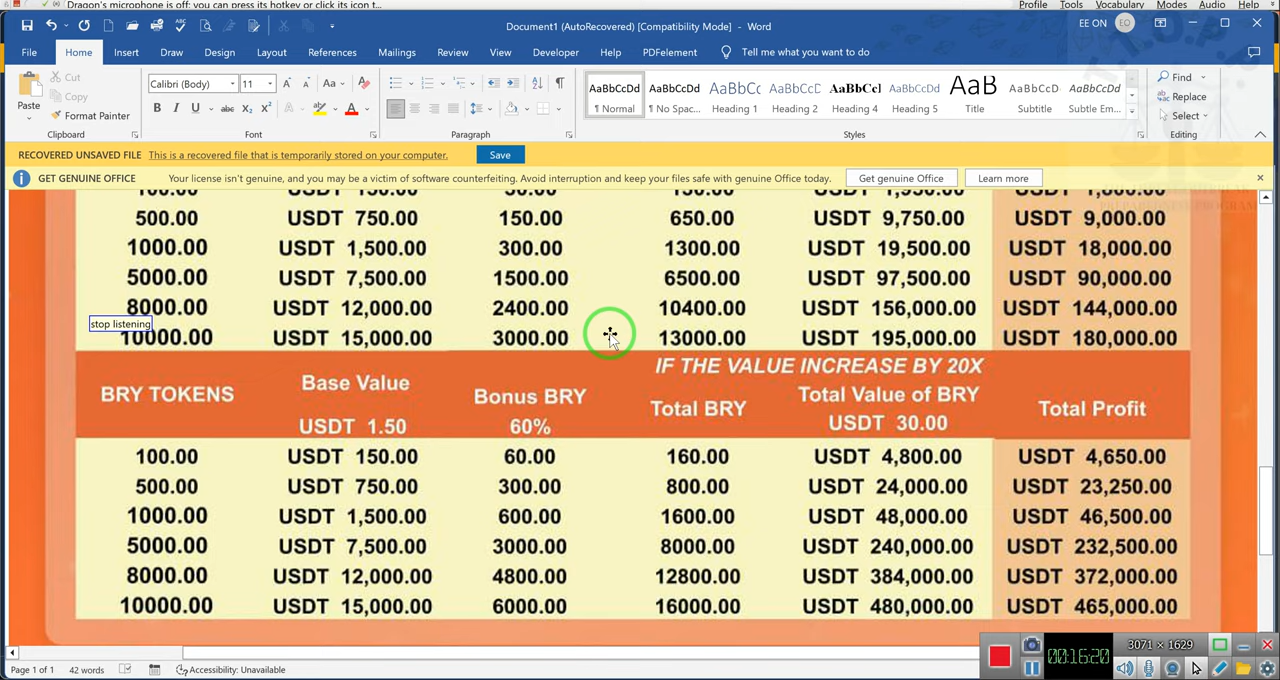 Dragon's microphone is off: you can press its hotkey or click its icon t...
Profile Tools Vocabulary Modes Audio Help
Document1 (AutoRecovered) [Compatibility Mode] - Word
EE ON EO
File Home Insert Draw Design Layout References Mailings Review View Developer Help PDFelement Tell me what you want to do
Paste
Cut
Copy
Format Painter
Calibri (Body) 11
AaBbCcDd AaBbCcDd AaBbCc AaBbCcDd AaBbCcl AaBbCcDd AaB AaBbCcD AaBbCcDd
¶ Normal ¶ No Spac... Heading 1 Heading 2 Heading 4 Heading 5 Title Subtitle Subtle Em...
Find
Replace
Select
Clipboard Font Paragraph Styles Editing
RECOVERED UNSAVED FILE This is a recovered file that is temporarily stored on your computer. Save
GET GENUINE OFFICE Your license isn't genuine, and you may be a victim of software counterfeiting. Avoid interruption and keep your files safe with genuine Office today. Get genuine Office Learn more
500.00 USDT 750.00 150.00 650.00 USDT 9,750.00 USDT 9,000.00
1000.00 USDT 1,500.00 300.00 1300.00 USDT 19,500.00 USDT 18,000.00
5000.00 USDT 7,500.00 1500.00 6500.00 USDT 97,500.00 USDT 90,000.00
8000.00 USDT 12,000.00 2400.00 10400.00 USDT 156,000.00 USDT 144,000.00
stop listening
10000.00 USDT 15,000.00 3000.00 13000.00 USDT 195,000.00 USDT 180,000.00
IF THE VALUE INCREASE BY 20X
BRY TOKENS Base Value Bonus BRY Total BRY Total Value of BRY Total Profit
USDT 1.50 60% USDT 30.00
100.00 USDT 150.00 60.00 160.00 USDT 4,800.00 USDT 4,650.00
500.00 USDT 750.00 300.00 800.00 USDT 24,000.00 USDT 23,250.00
1000.00 USDT 1,500.00 600.00 1600.00 USDT 48,000.00 USDT 46,500.00
5000.00 USDT 7,500.00 3000.00 8000.00 USDT 240,000.00 USDT 232,500.00
8000.00 USDT 12,000.00 4800.00 12800.00 USDT 384,000.00 USDT 372,000.00
10000.00 USDT 15,000.00 6000.00 16000.00 USDT 480,000.00 USDT 465,000.00
3071 × 1629
00:16:20
Page 1 of 1 42 words Accessibility: Unavailable